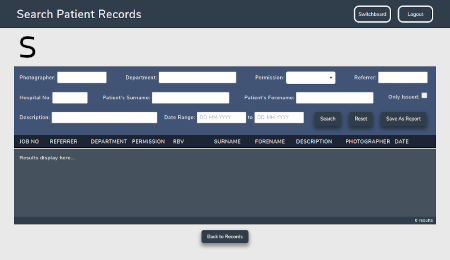 Search Patient Records
Switchboard
Logout
S
Photographer:
Department:
Permission:
Referrer:
Hospital No:
Patient's Surname:
Patient's Forename:
Only Issued:
Description:
Date Range: DD-MM-YYYY to DD-MM-YYYY
Search
Reset
Save As Report
JOB NO REFERRER DEPARTMENT PERMISSION RBV SURNAME FORENAME DESCRIPTION PHOTOGRAPHER DATE
Results display here...
0 results
Back to Records